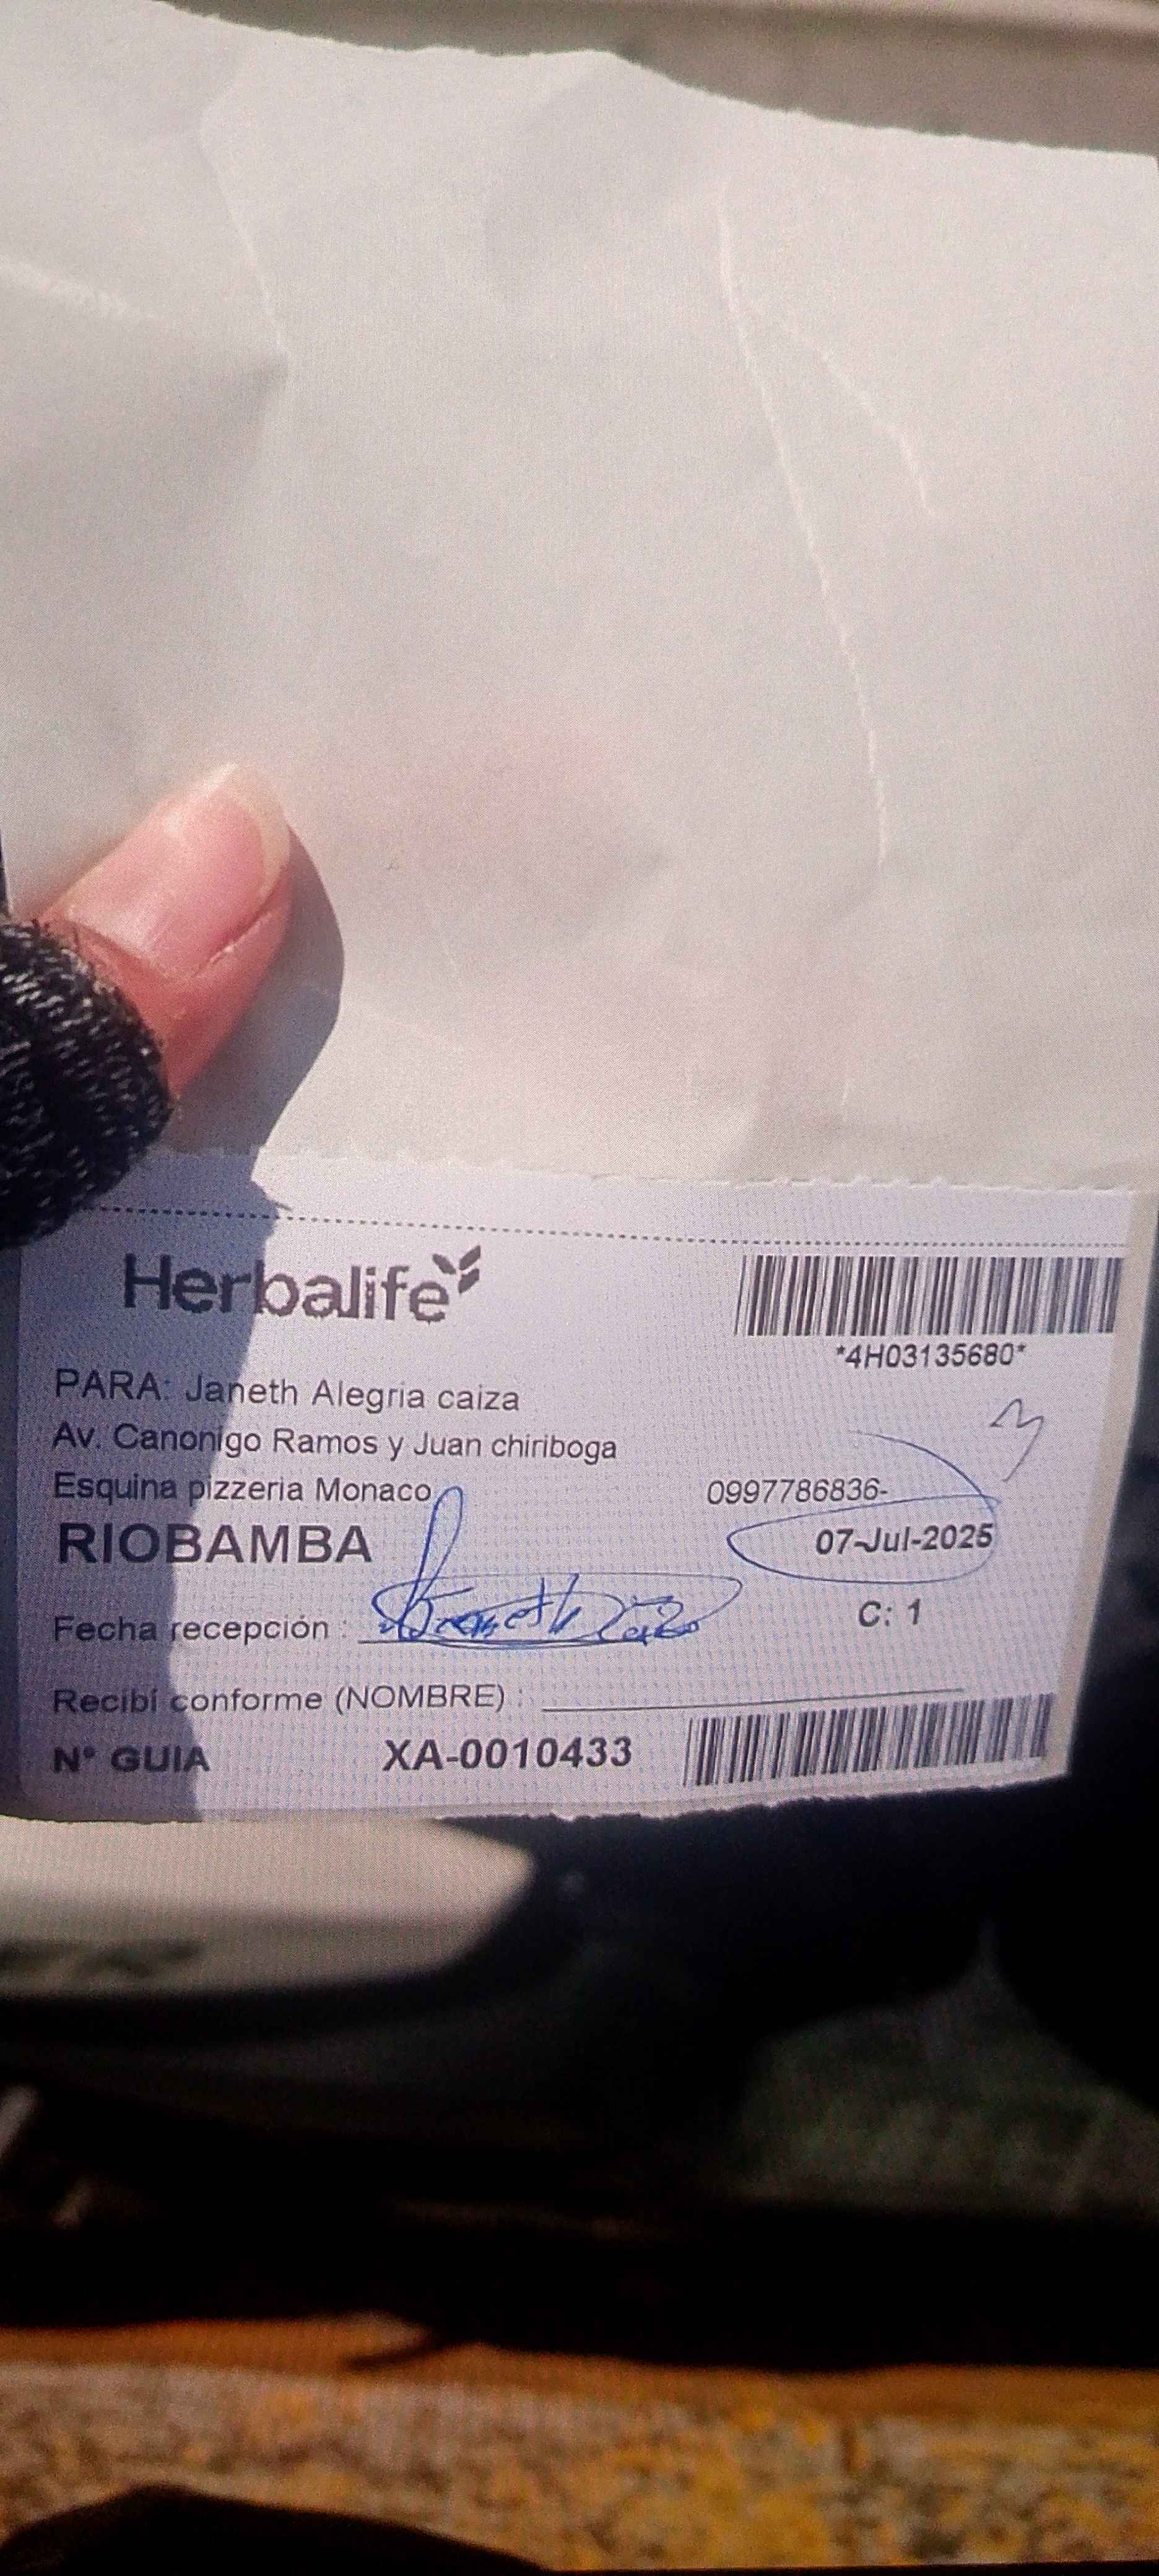 Herbalife
*4H03135680*
PARA: Janeth Alegria caiza
Av. Canonigo Ramos y Juan chiriboga
Esquina pizzeria Monaco 0997786836-
RIOBAMBA 07-Jul-2025
C: 1
Fecha recepción :
Recibí conforme (NOMBRE) :
N° GUIA XA-0010433